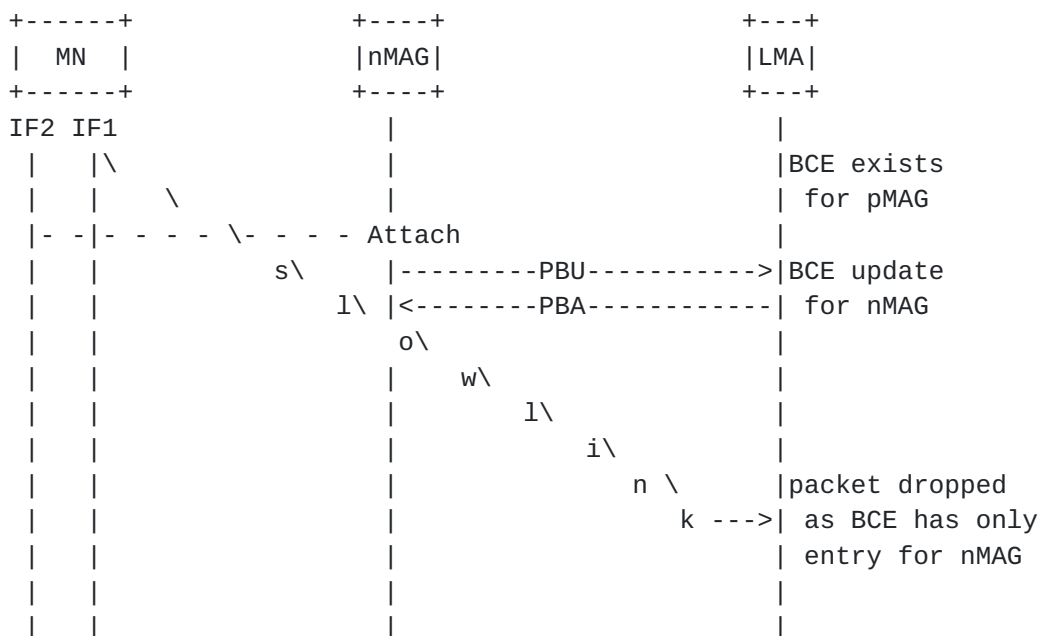 +------+ +----+ +---+
| MN | |nMAG| |LMA|
+------+ +----+ +---+
IF2 IF1 | |
| |\ | |BCE exists
| | \ | | for pMAG
|- -|- - - - \- - - - Attach |
| | s\ |---------PBU----------->|BCE update
| | l\ |<--------PBA------------| for nMAG
| | o\ |
| | | w\ |
| | | l\ |
| | | i\ |
| | | n \ |packet dropped
| | | k --->| as BCE has only
| | | | entry for nMAG
| | | |
| | | |